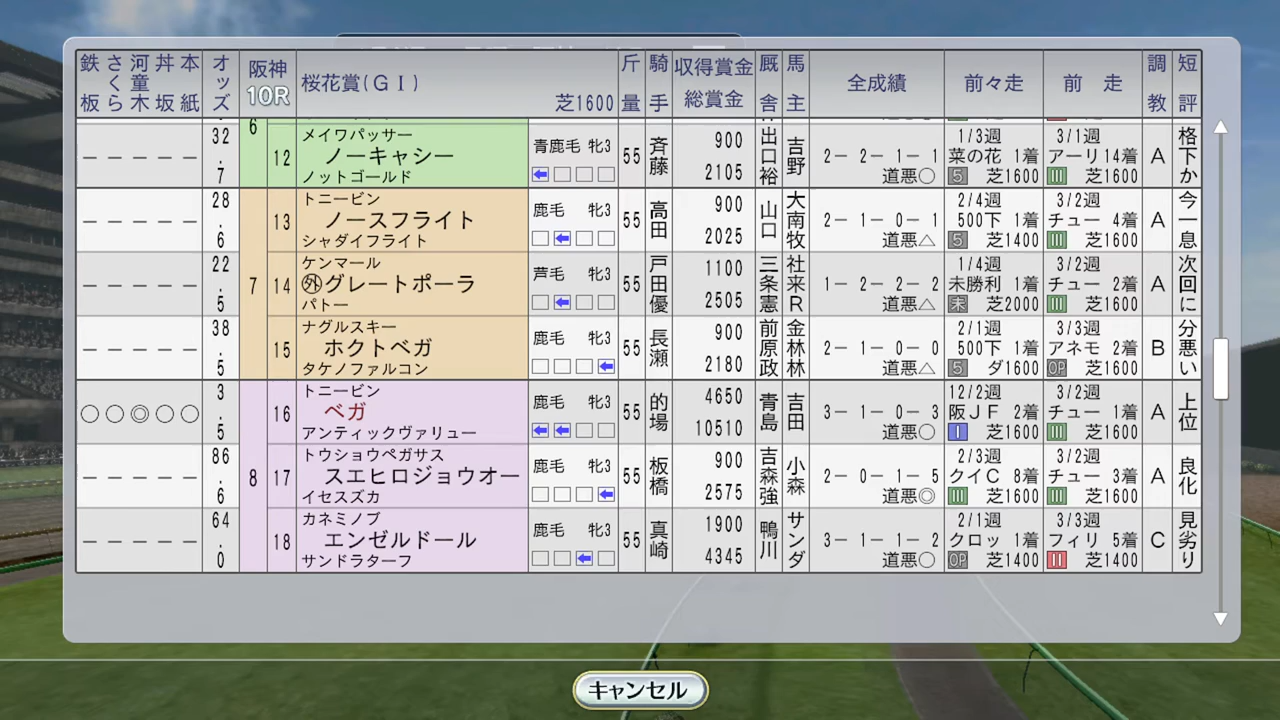 鉄板 さくら 河童木 丼坂 本紙 オッズ 阪神10R 桜花賞(GⅠ) 芝1600 斤量 騎手 収得賞金 総賞金 厩舎 馬主 全成績 前々走 前 走 調教 短評
－ － － － － 32.7 6 12 メイワパッサー 青鹿毛 牝3 55 斉藤 900 出口裕 吉野 2－ 2－ 1－ 1 1/3週 3/1週 A 格下か
ノーキャシー 菜の花 1着 アーリ14着
ノットゴールド 2105 道悪○ 5 芝1600 Ⅲ 芝1600
－ － － － － 28.6 13 トニービン 鹿毛 牝3 55 高田 900 山口 大南牧 2－ 1－ 0－ 1 2/4週 3/2週 A 今一息
ノースフライト 500下 1着 チュー 4着
シャダイフライト 2025 道悪△ 5 芝1400 Ⅲ 芝1600
－ － － － － 22.5 7 14 ケンマール 芦毛 牝3 55 戸田優 1100 三条憲 社来R 1－ 2－ 2－ 2 1/4週 3/2週 A 次回に
外グレートポーラ 未勝利 1着 チュー 2着
パトー 2505 道悪△ 未 芝2000 Ⅲ 芝1600
－ － － － － 38.5 15 ナグルスキー 鹿毛 牝3 55 長瀬 900 前原政 金林林 2－ 1－ 0－ 0 2/1週 3/3週 B 分悪い
ホクトベガ 500下 1着 アネモ 2着
タケノファルコン 2180 道悪△ 5 ダ1600 OP 芝1600
○ ○ ◎ ○ ○ 3.5 16 トニービン 鹿毛 牝3 55 的場 4650 青島 吉田 3－ 1－ 0－ 3 12/2週 3/2週 A 上位
ベガ 阪JF 2着 チュー 1着
アンティックヴァリュー 10510 道悪○ Ⅰ 芝1600 Ⅲ 芝1600
－ － － － － 86.6 8 17 トウショウペガサス 鹿毛 牝3 55 板橋 900 吉森強 小森 2－ 0－ 1－ 5 2/3週 3/2週 A 良化
スエヒロジョウオー クイC 8着 チュー 3着
イセスズカ 2575 道悪◎ Ⅲ 芝1600 Ⅲ 芝1600
－ － － － － 64.0 18 カネミノブ 鹿毛 牝3 55 真崎 1900 鴨川 サンダ 3－ 1－ 1－ 2 2/1週 3/3週 C 見劣り
エンゼルドール クロッ 1着 フィリ 5着
サンドラターフ 4345 道悪○ OP 芝1400 Ⅱ 芝1400
キャンセル